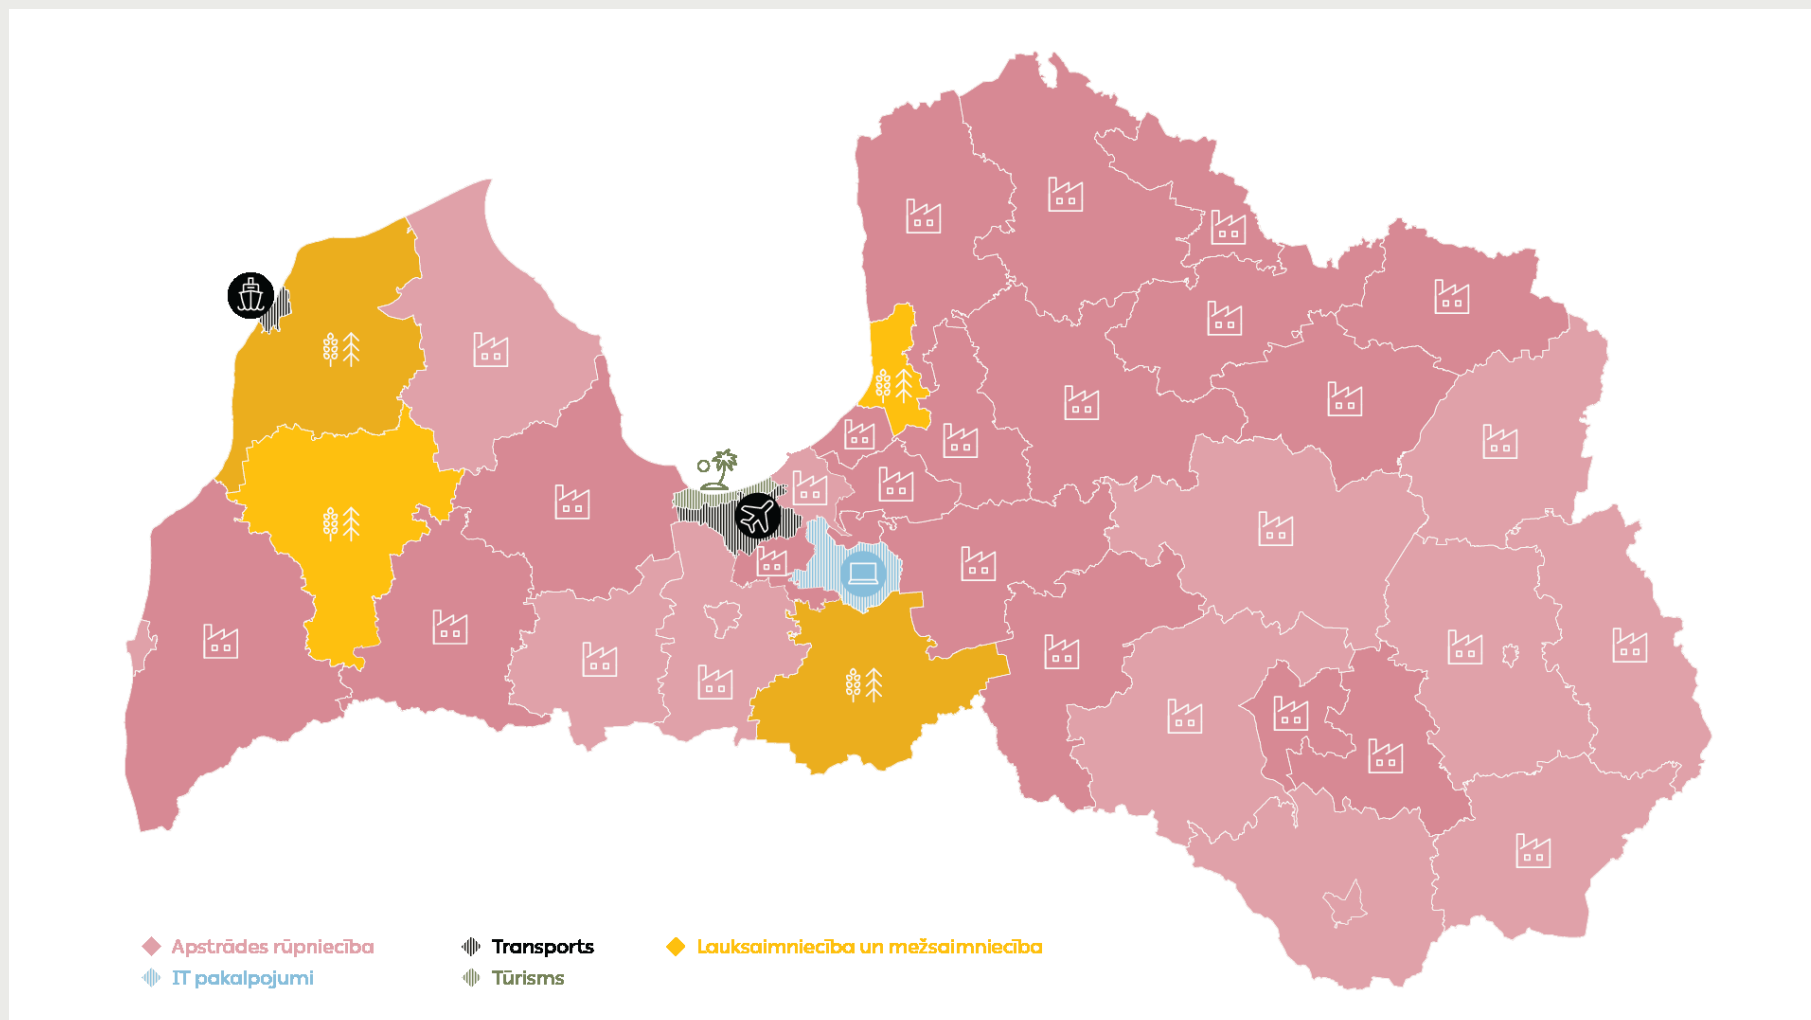 Apstrādes rūpniecība
Transports
Lauksaimniecība un mežsaimniecība
IT pakalpojumi
Tūrisms